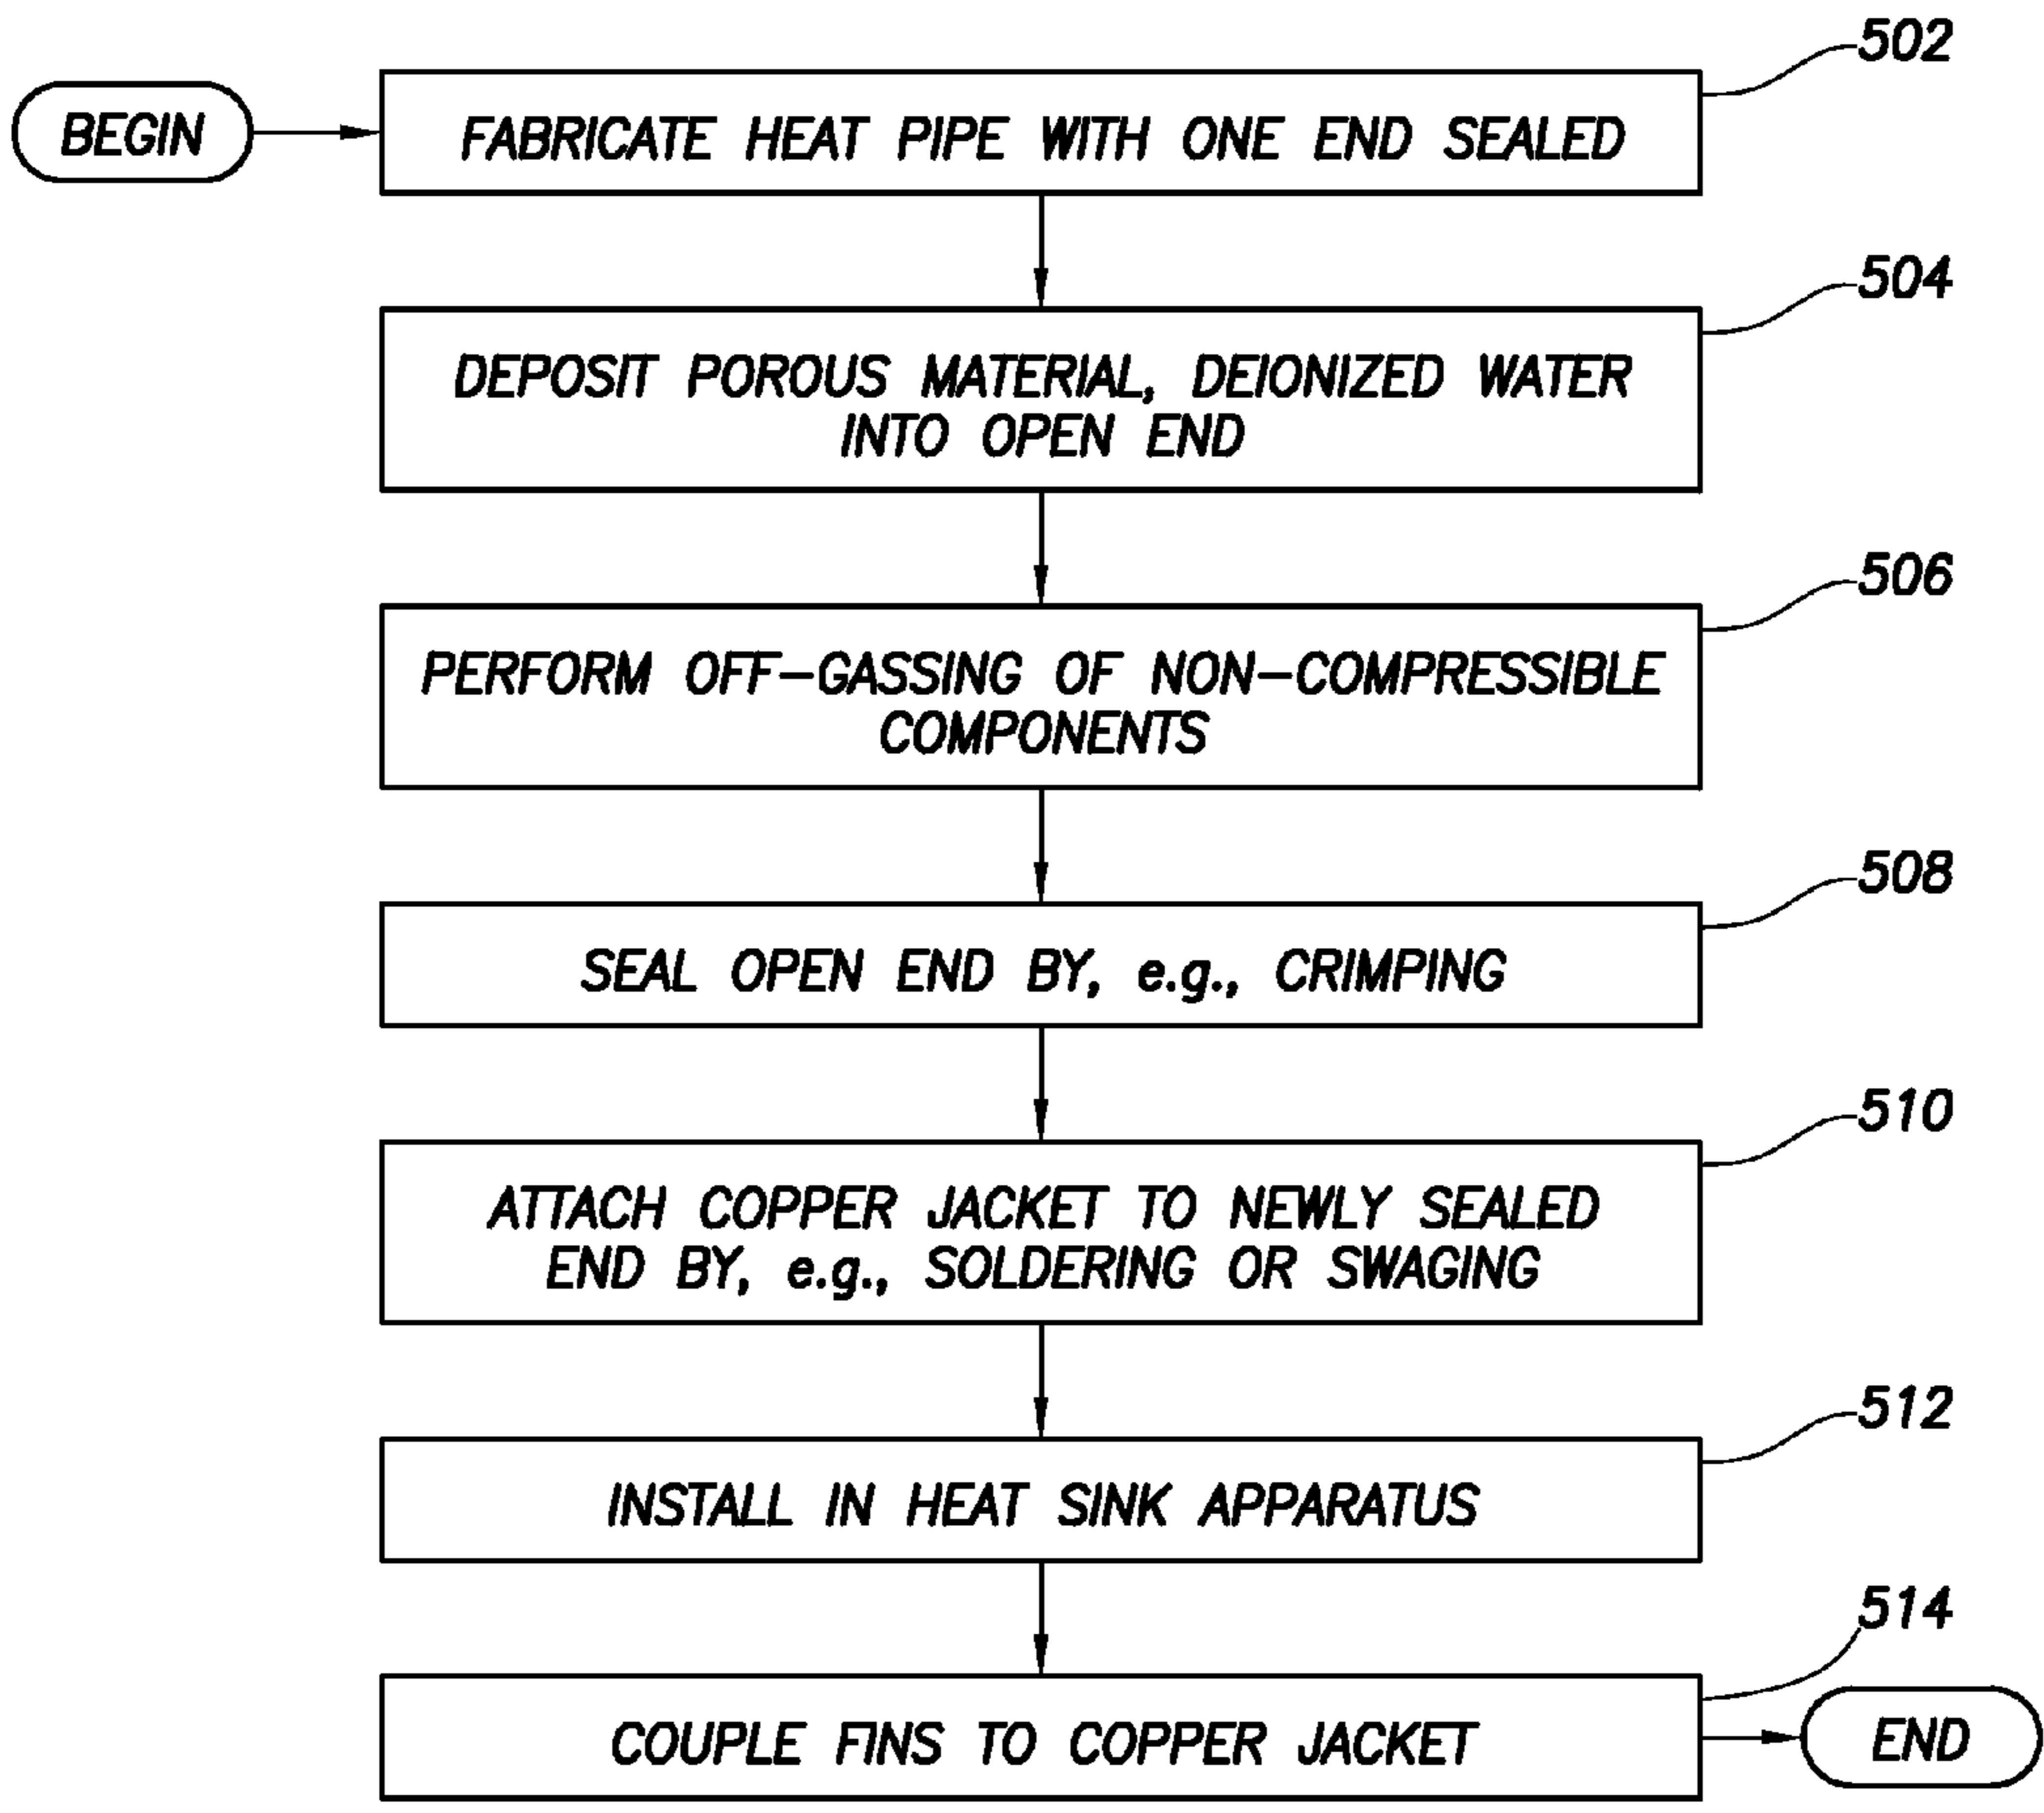 502
BEGIN
FABRICATE HEAT PIPE WITH ONE END SEALED
504
DEPOSIT POROUS MATERIAL, DEIONIZED WATER
INTO OPEN END
506
PERFORM OFF-GASSING OF NON-COMPRESSIBLE
COMPONENTS
508
SEAL OPEN END BY, e.g., CRIMPING
510
ATTACH COPPER JACKET TO NEWLY SEALED
END BY, e.g., SOLDERING OR SWAGING
512
INSTALL IN HEAT SINK APPARATUS
514
COUPLE FINS TO COPPER JACKET
END